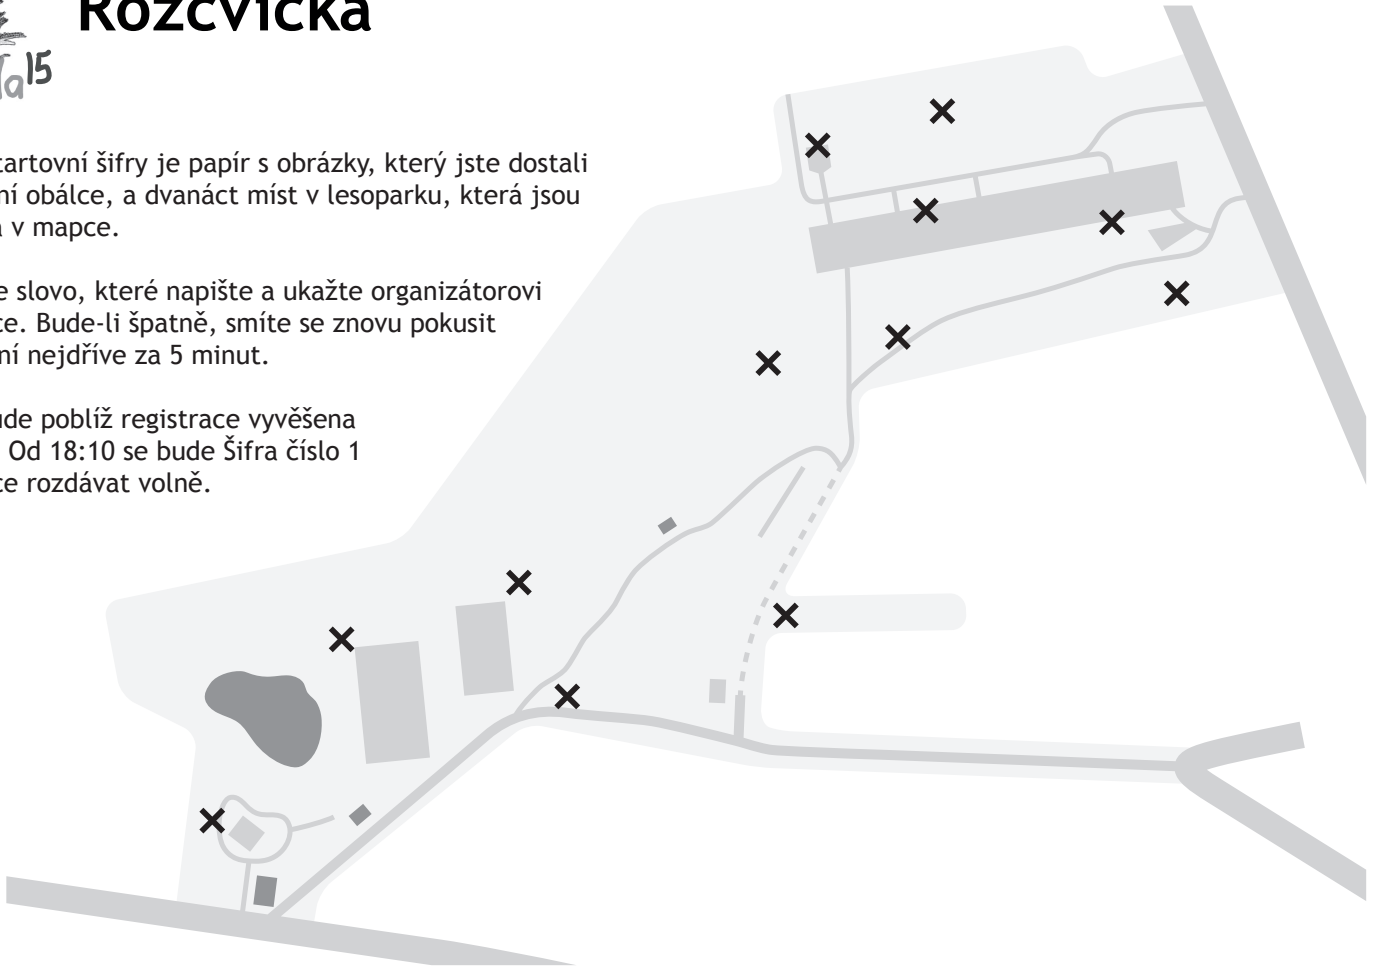 Rozcvička
a15
tartovní šifry je papír s obrázky, který jste dostali
ní obálce, a dvanáct míst v lesoparku, která jsou
v mapce.
e slovo, které napište a ukažte organizátorovi
ce. Bude-li špatně, smíte se znovu pokusit
ní nejdříve za 5 minut.
ude poblíž registrace vyvěšena
Od 18:10 se bude Šifra číslo 1
ce rozdávat volně.